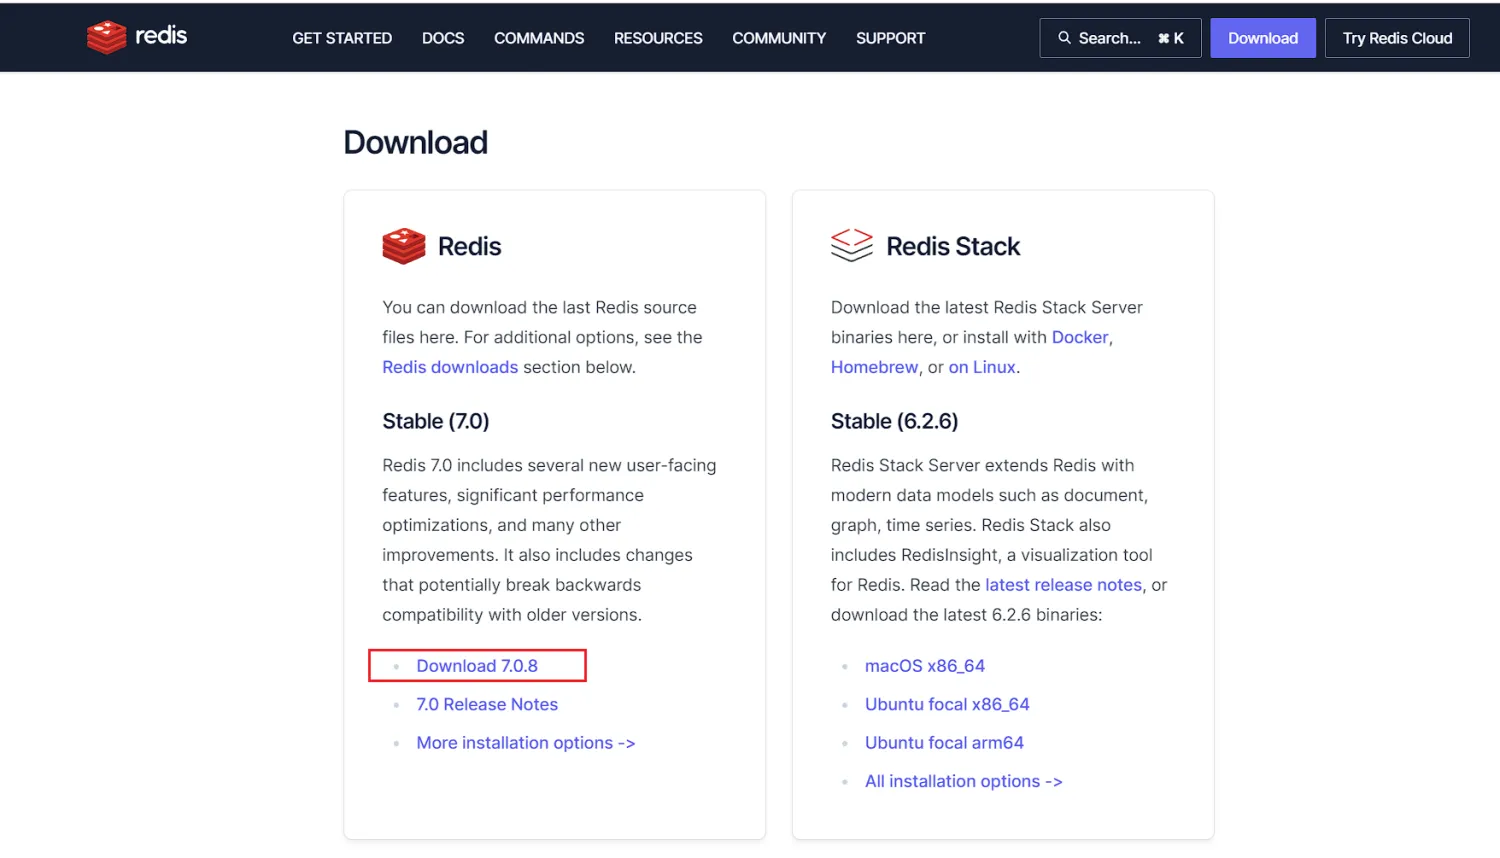 redis
GET STARTED
DOCS
COMMANDS
RESOURCES
COMMUNITY
SUPPORT
Search... ⌘ K
Download
Try Redis Cloud
Download
Redis
You can download the last Redis source
files here. For additional options, see the
Redis downloads section below.
Stable (7.0)
Redis 7.0 includes several new user-facing
features, significant performance
optimizations, and many other
improvements. It also includes changes
that potentially break backwards
compatibility with older versions.
Download 7.0.8
7.0 Release Notes
More installation options ->
Redis Stack
Download the latest Redis Stack Server
binaries here, or install with Docker,
Homebrew, or on Linux.
Stable (6.2.6)
Redis Stack Server extends Redis with
modern data models such as document,
graph, time series. Redis Stack also
includes RedisInsight, a visualization tool
for Redis. Read the latest release notes, or
download the latest 6.2.6 binaries:
macOS x86_64
Ubuntu focal x86_64
Ubuntu focal arm64
All installation options ->